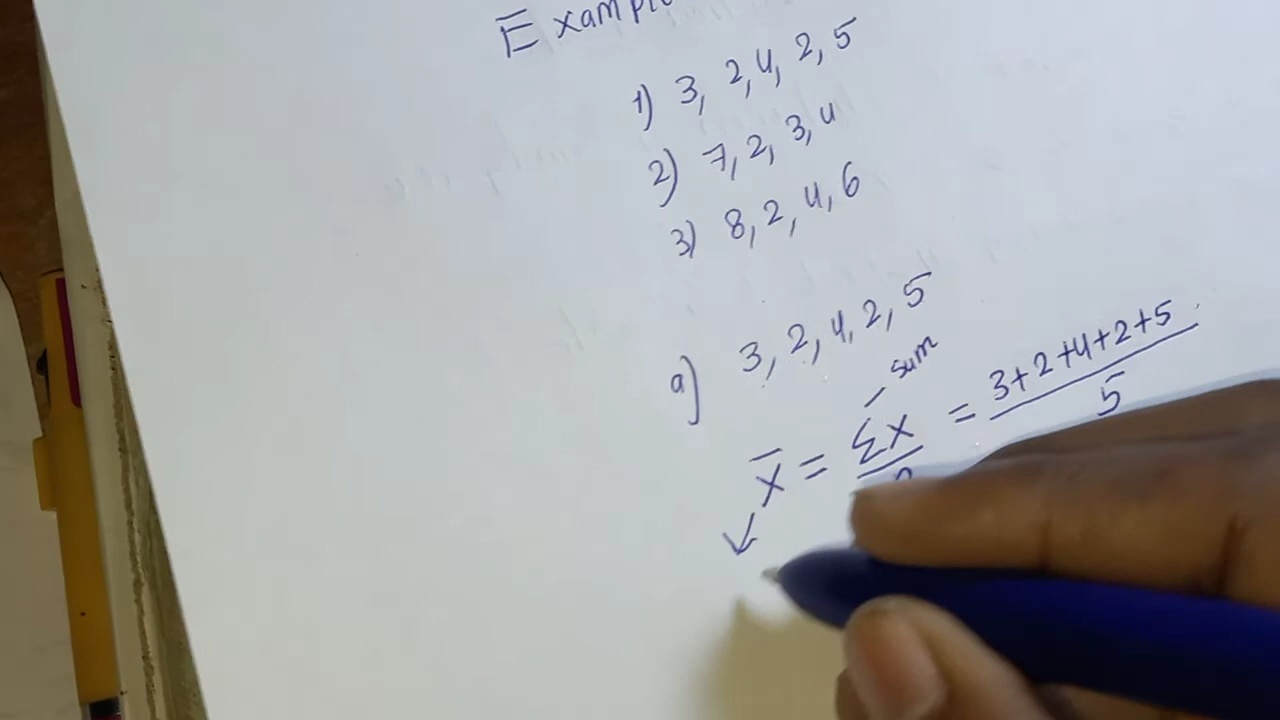 Example
1) 3, 2, 4, 2, 5
2) 7, 2, 3, 4
3) 8, 2, 4, 6
a) 3, 2, 4, 2, 5
sum
x̄ = Σx = 3+2+4+2+5
5